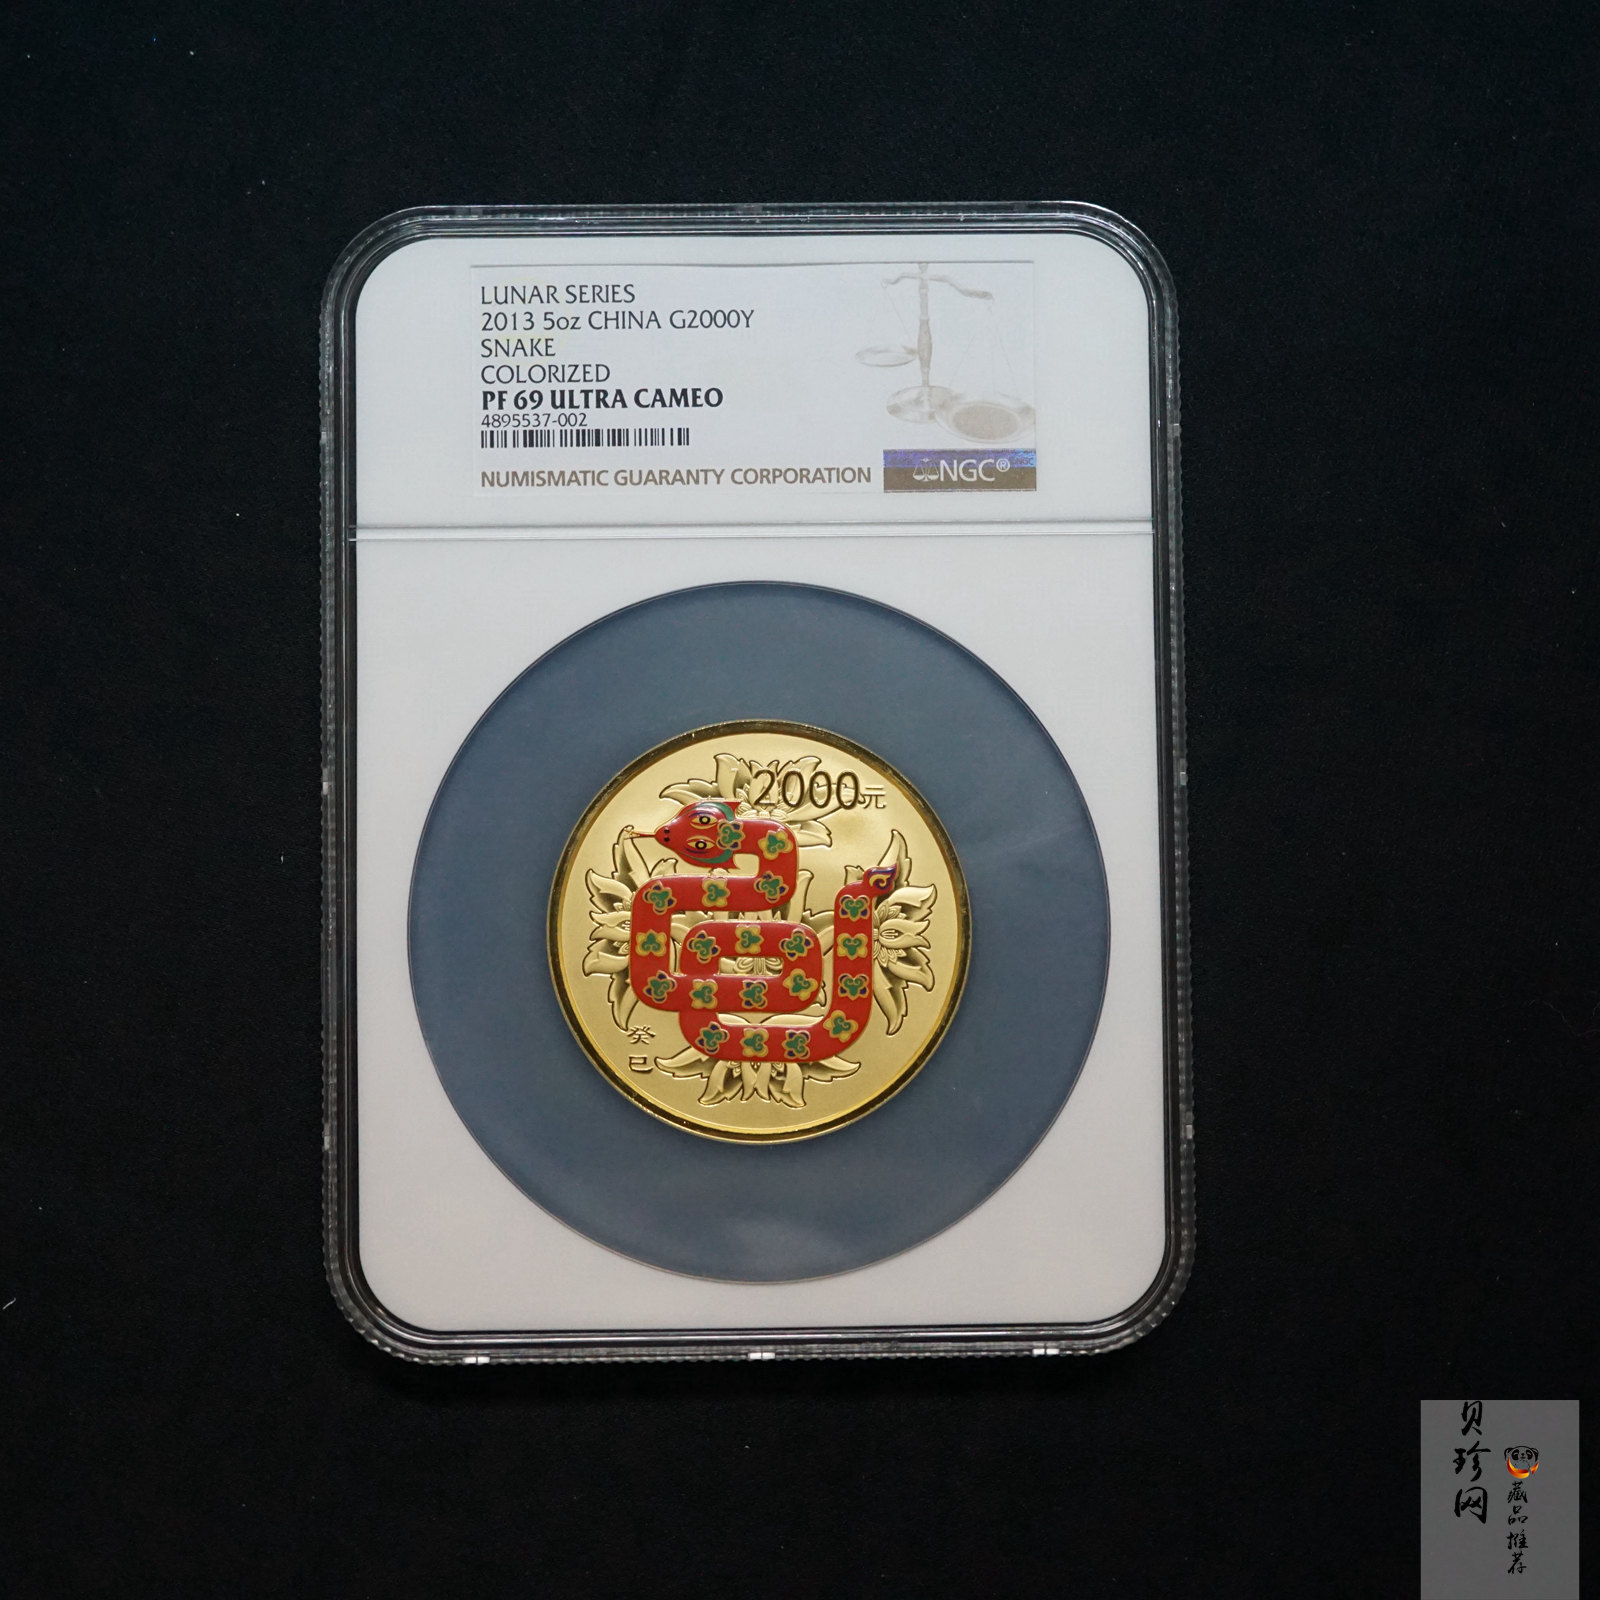 LUNAR SERIES
2013 5oz CHINA G2000Y
SNAKE
COLORIZED
PF 69 ULTRA CAMEO
4895537-002
NUMISMATIC GUARANTY CORPORATION
NGC®
2000元
癸
巳
贝珍网
藏品推荐